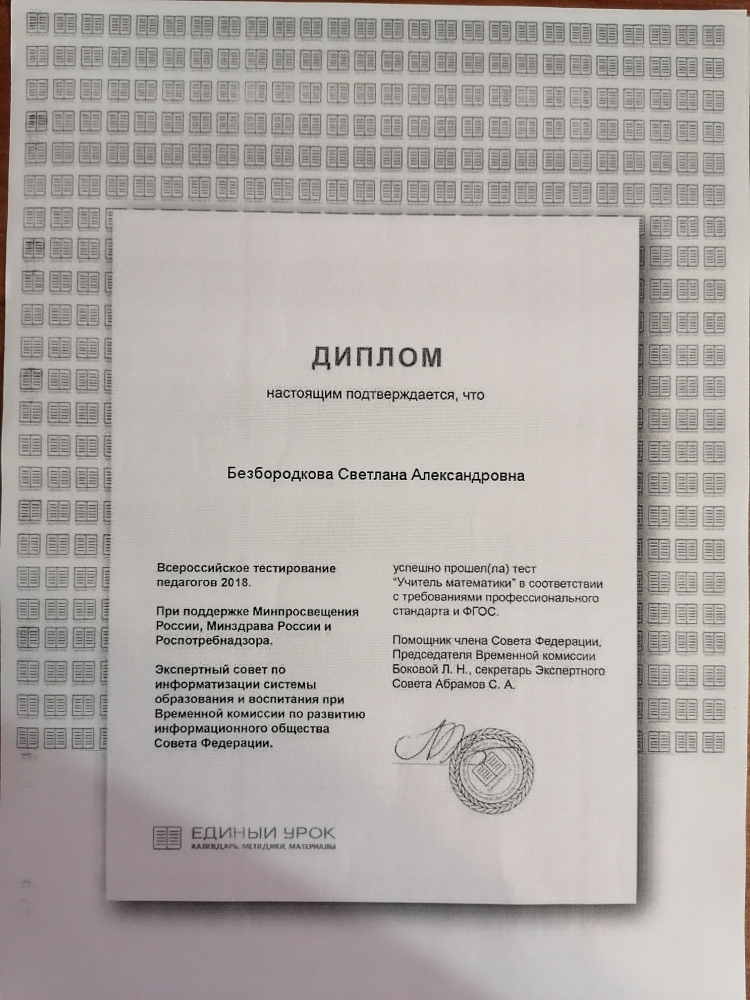 ДИПЛОМ
настоящим подтверждается, что
Безбородкова Светлана Александровна
Всероссийское тестирование
педагогов 2018.
При поддержке Минпросвещения
России, Минздрава России и
Роспотребнадзора.
Экспертный совет по
информатизации системы
образования и воспитания при
Временной комиссии по развитию
информационного общества
Совета Федерации.
успешно прошел(ла) тест
"Учитель математики" в соответствии
с требованиями профессионального
стандарта и ФГОС.
Помощник члена Совета Федерации,
Председателя Временной комиссии
Боковой Л. Н., секретарь Экспертного
Совета Абрамов С. А.
ЕДИНЫЙ УРОК
КАЛЕНДАРЬ, МЕТОДИКИ, МАТЕРИАЛЫ